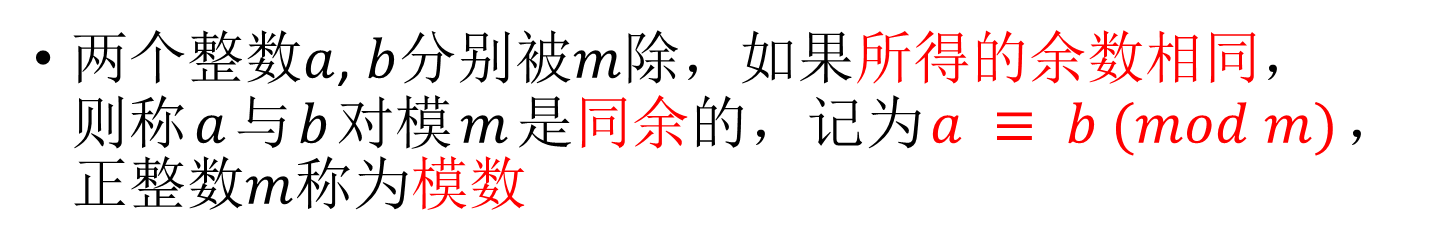 • 两个整数a, b分别被m除，如果所得的余数相同，
则称a与b对模m是同余的，记为a ≡ b (mod m)，
正整数m称为模数